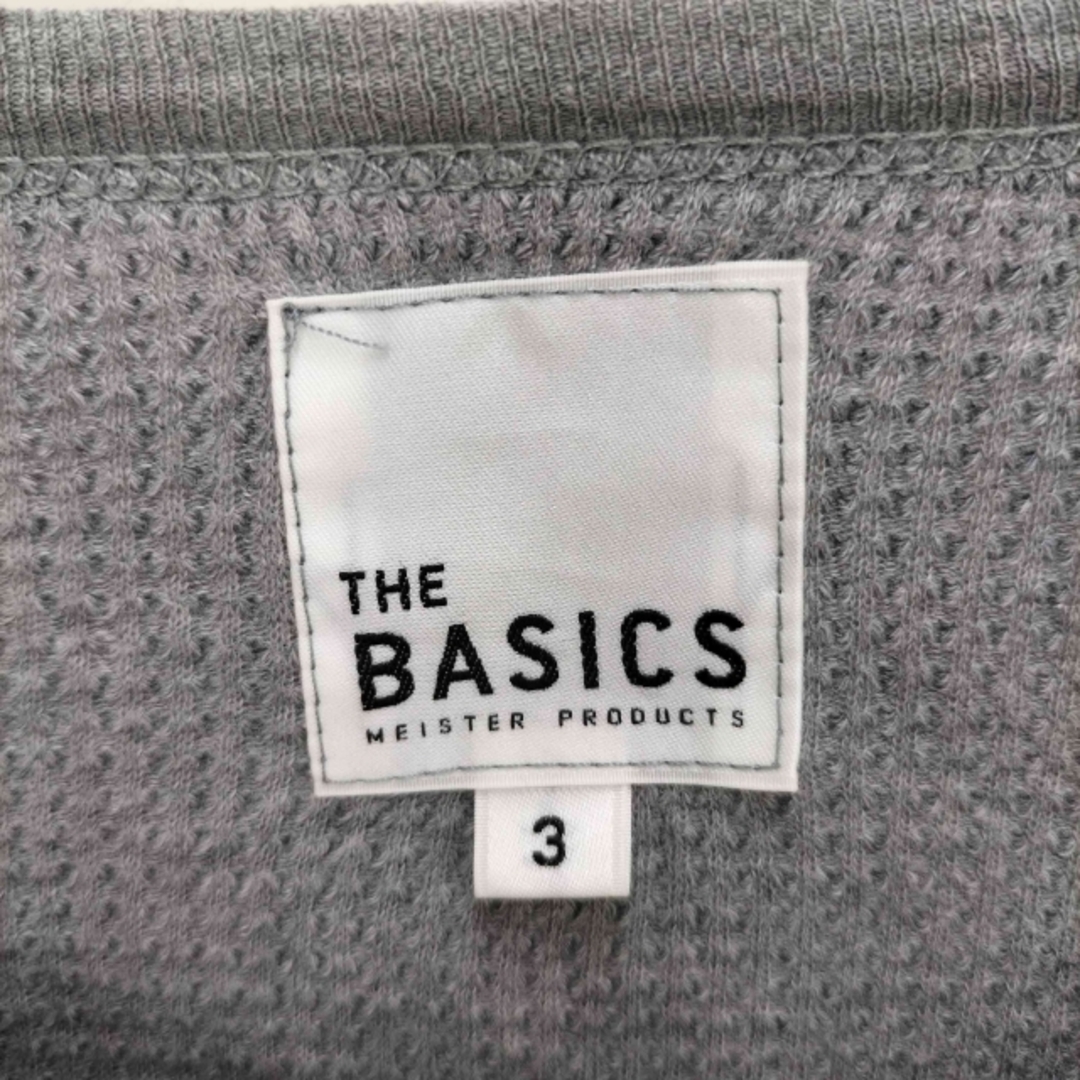 THE
BASICS
MEISTER PRODUCTS
3